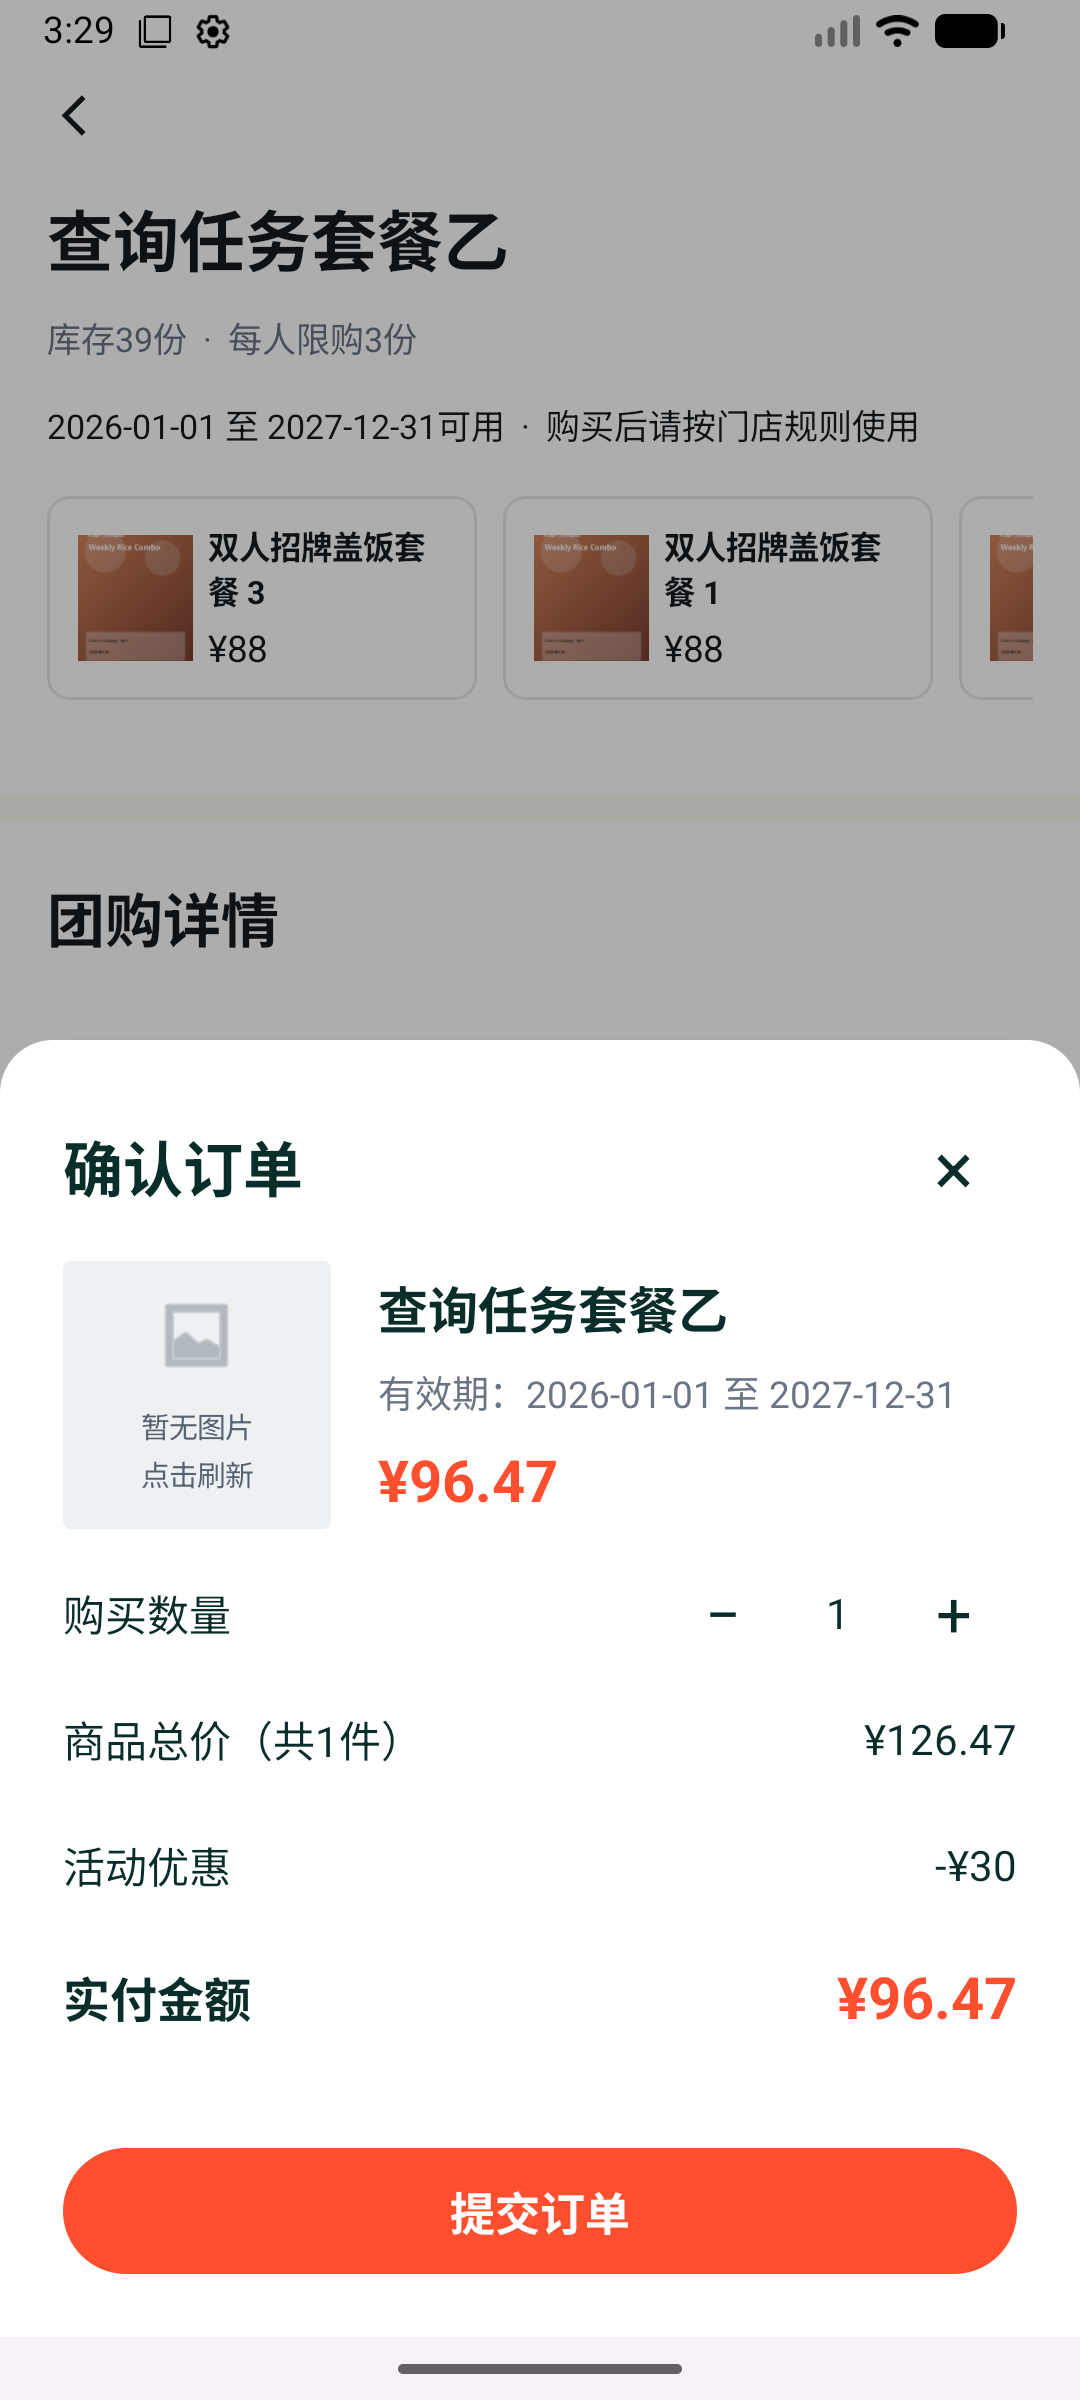 3:29
查询任务套餐乙
库存39份 · 每人限购3份
2026-01-01 至 2027-12-31可用 · 购买后请按门店规则使用
Weekly Rice Combo
双人招牌盖饭套
餐 3
¥88
Weekly Rice Combo
双人招牌盖饭套
餐 1
¥88
团购详情
确认订单
暂无图片
点击刷新
查询任务套餐乙
有效期：2026-01-01 至 2027-12-31
¥96.47
购买数量 1
商品总价（共1件） ¥126.47
活动优惠 -¥30
实付金额 ¥96.47
提交订单